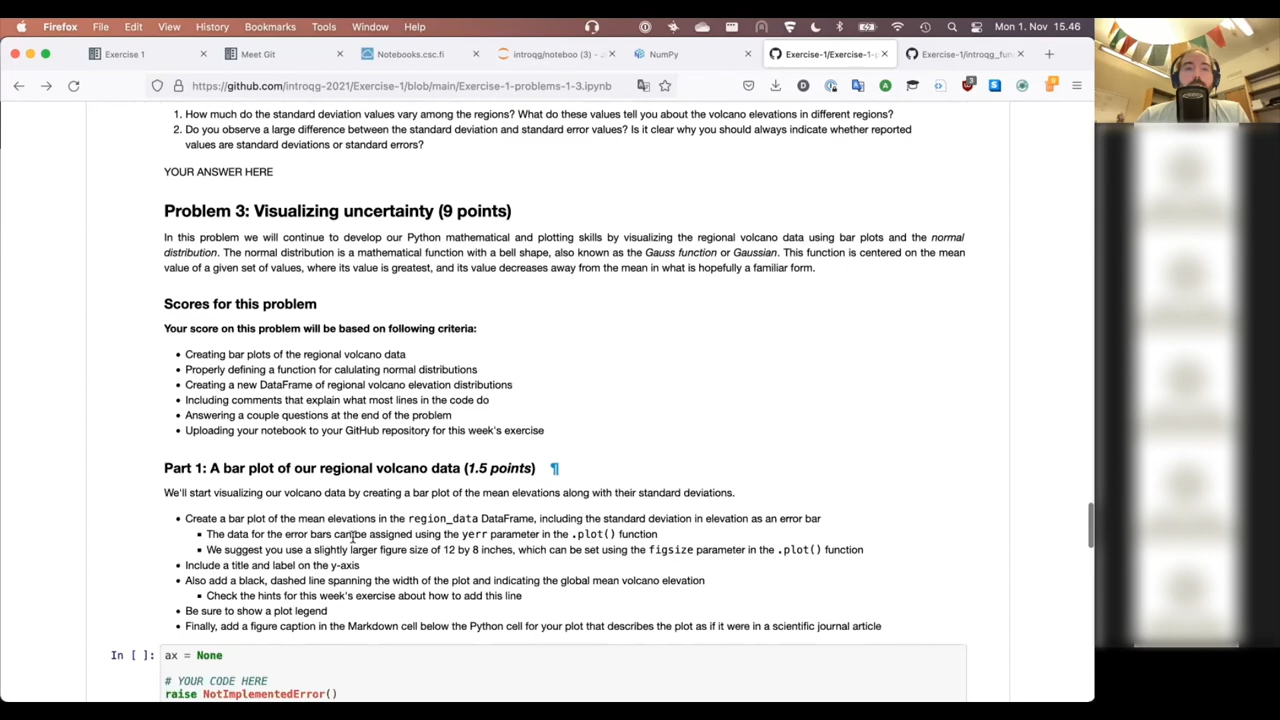 Firefox File Edit View History Bookmarks Tools Window Help Mon 1. Nov 15.46
Exercise 1 Meet Git Notebooks.csc.fi introqg/noteboo (3) - NumPy Exercise-1/Exercise-1-p Exercise-1/introqg_fun
https://github.com/introqg-2021/Exercise-1/blob/main/Exercise-1-problems-1-3.ipynb
1. How much do the standard deviation values vary among the regions? What do these values tell you about the volcano elevations in different regions?
2. Do you observe a large difference between the standard deviation and standard error values? Is it clear why you should always indicate whether reported
values are standard deviations or standard errors?
YOUR ANSWER HERE
Problem 3: Visualizing uncertainty (9 points)
In this problem we will continue to develop our Python mathematical and plotting skills by visualizing the regional volcano data using bar plots and the normal
distribution. The normal distribution is a mathematical function with a bell shape, also known as the Gauss function or Gaussian. This function is centered on the mean
value of a given set of values, where its value is greatest, and its value decreases away from the mean in what is hopefully a familiar form.
Scores for this problem
Your score on this problem will be based on following criteria:
• Creating bar plots of the regional volcano data
• Properly defining a function for calulating normal distributions
• Creating a new DataFrame of regional volcano elevation distributions
• Including comments that explain what most lines in the code do
• Answering a couple questions at the end of the problem
• Uploading your notebook to your GitHub repository for this week's exercise
Part 1: A bar plot of our regional volcano data (1.5 points) ¶
We'll start visualizing our volcano data by creating a bar plot of the mean elevations along with their standard deviations.
• Create a bar plot of the mean elevations in the region_data DataFrame, including the standard deviation in elevation as an error bar
▪ The data for the error bars canbe assigned using the yerr parameter in the .plot() function
▪ We suggest you use a slightly larger figure size of 12 by 8 inches, which can be set using the figsize parameter in the .plot() function
• Include a title and label on the y-axis
• Also add a black, dashed line spanning the width of the plot and indicating the global mean volcano elevation
▪ Check the hints for this week's exercise about how to add this line
• Be sure to show a plot legend
• Finally, add a figure caption in the Markdown cell below the Python cell for your plot that describes the plot as if it were in a scientific journal article
In [ ]: ax = None
# YOUR CODE HERE
raise NotImplementedError()